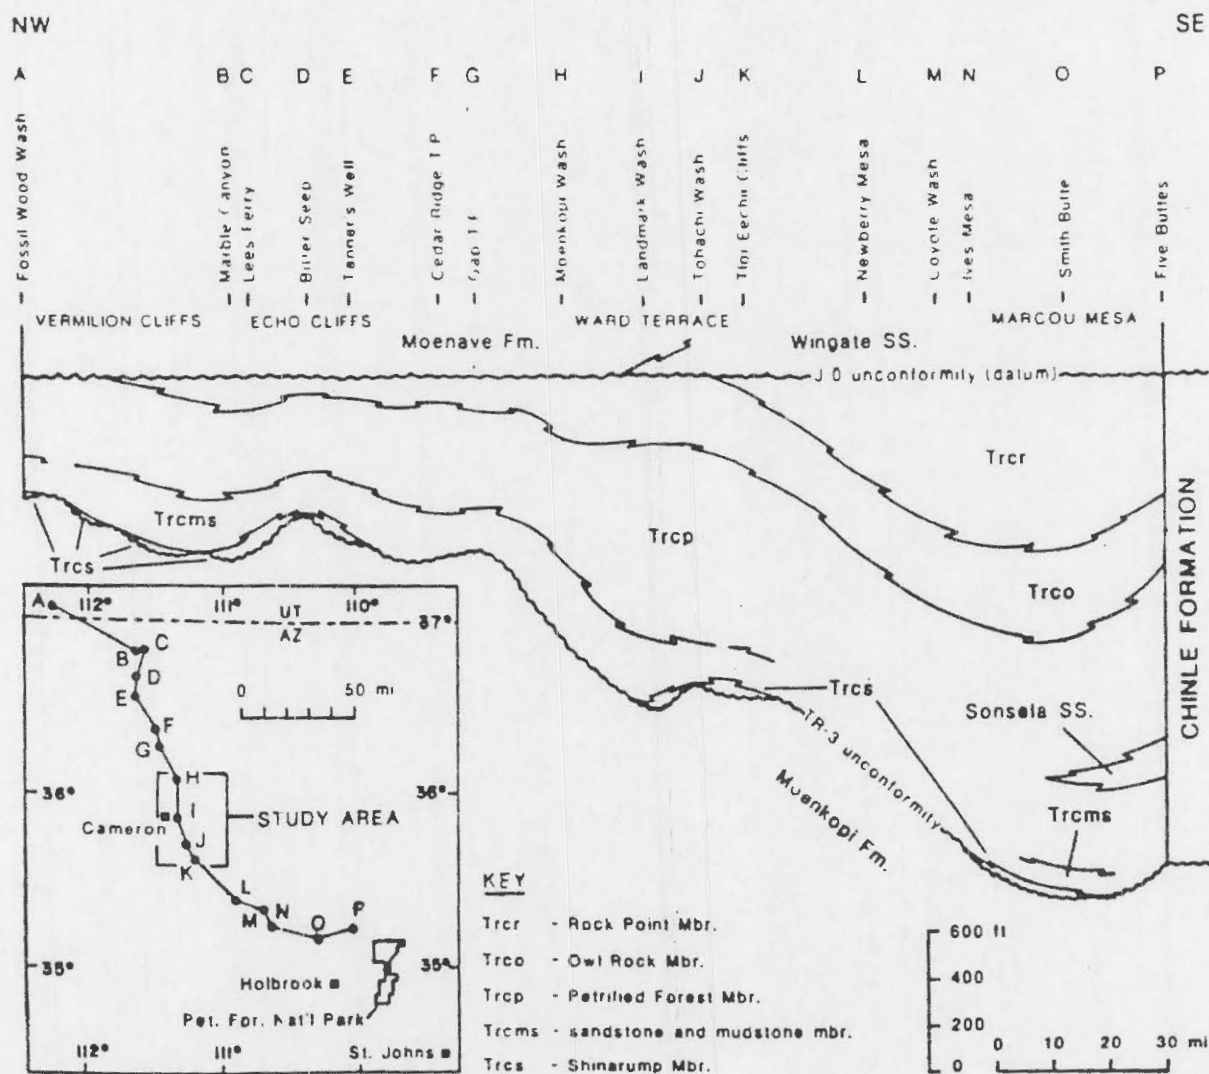 NW
SE
A B C D E F G H I J K L M N O P
Fossil Wood Wash
Marble Canyon
Lees Ferry
Bitter Seep
Tanner's Well
Cedar Ridge T.P.
Gap T.P.
Moenkopi Wash
Landmark Wash
Tohachi Wash
Tloi Eechii Cliffs
Newberry Mesa
Coyote Wash
Ives Mesa
Smith Butte
Five Buttes
VERMILION CLIFFS
ECHO CLIFFS
WARD TERRACE
MARCOU MESA
Moenave Fm.
Wingate SS.
J 0 unconformity (datum)
Trcr
Trcms
Trcp
Trcs
Trco
CHINLE FORMATION
Trcs
Sonsela SS.
TR-3 unconformity
Moenkopi Fm.
Trcms
A
112° 111° 110°
UT
37°
AZ
B C
D
E
0 50 mi
F
G
H
36° 36°
I
STUDY AREA
Cameron
J
K
L
M N O P
35° 35°
Holbrook
Pet. For. Nat'l Park
112° 111°
St. Johns
KEY
Trcr - Rock Point Mbr.
Trco - Owl Rock Mbr.
Trcp - Petrified Forest Mbr.
Trcms - sandstone and mudstone mbr.
Trcs - Shinarump Mbr.
600 ft
400
200
0
0 10 20 30 mi